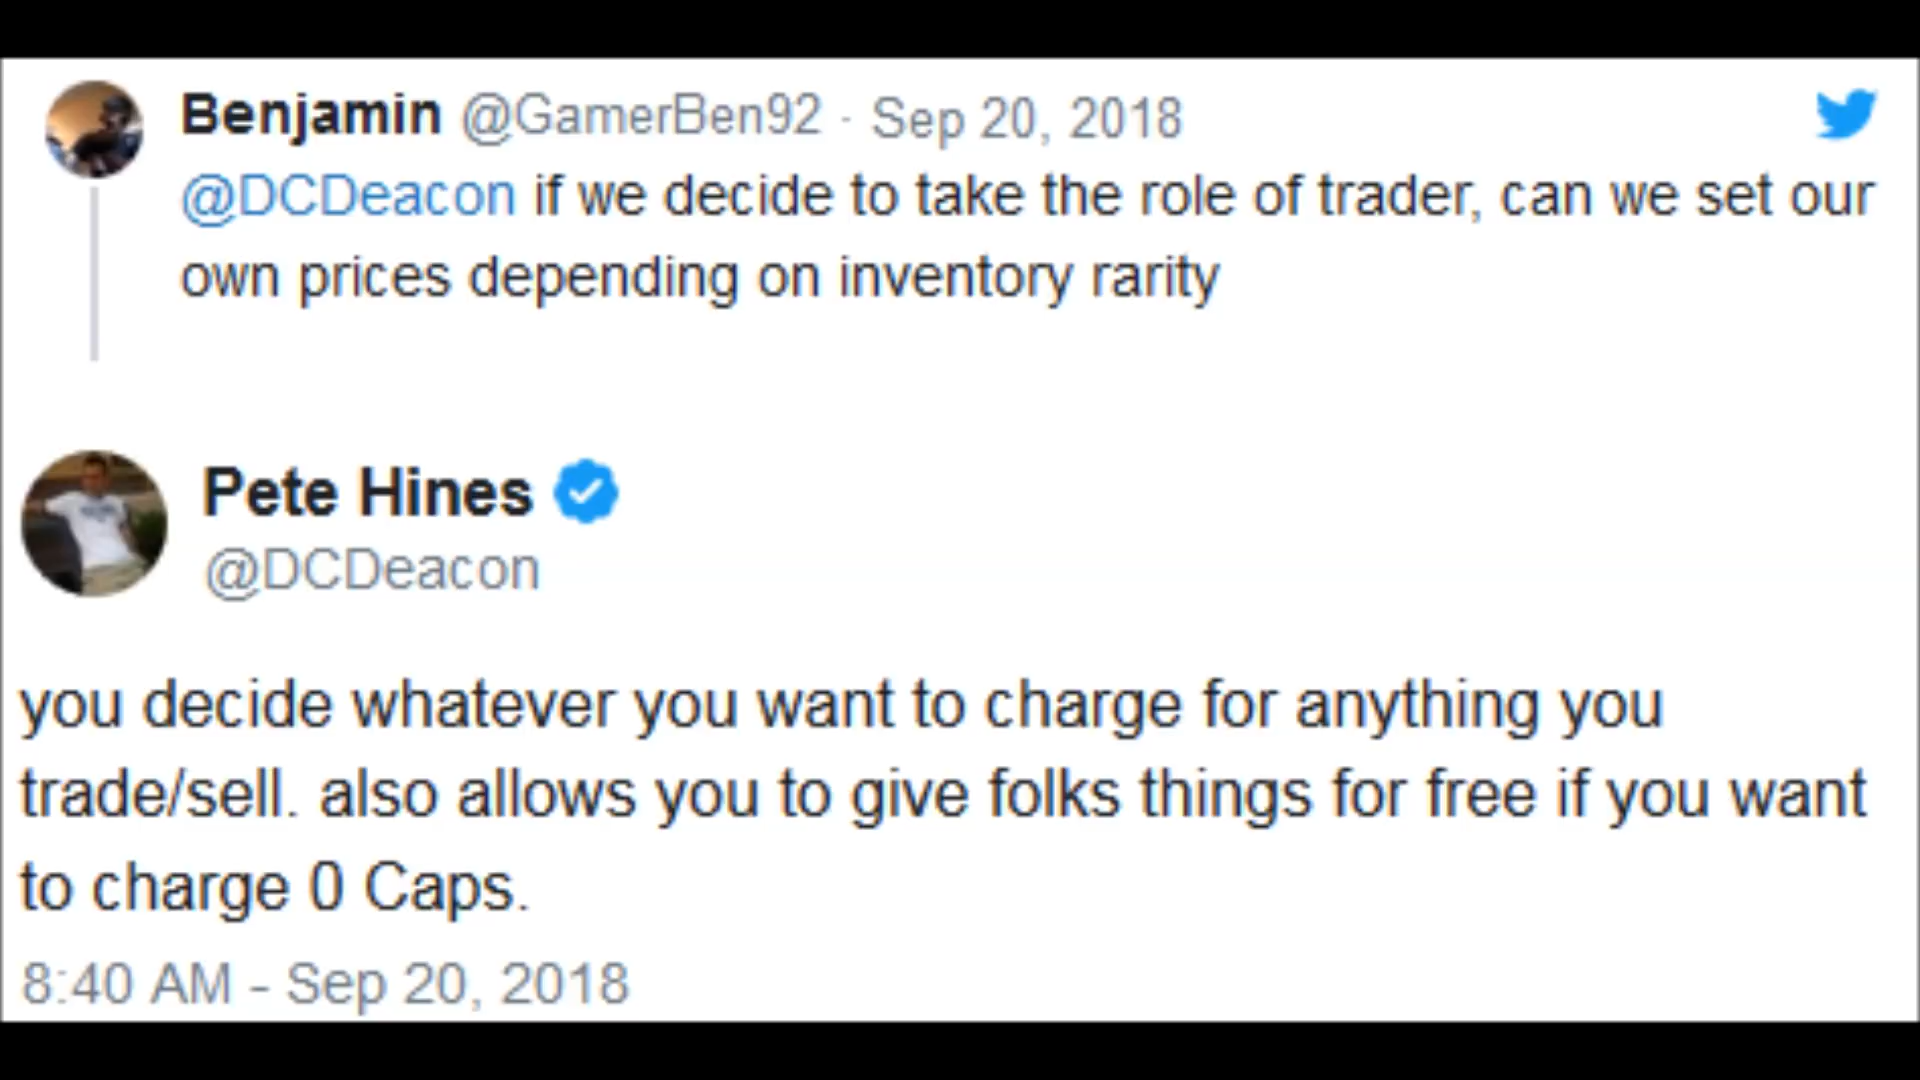 Benjamin @GamerBen92 · Sep 20, 2018
@DCDeacon if we decide to take the role of trader, can we set our
own prices depending on inventory rarity
Pete Hines
@DCDeacon
you decide whatever you want to charge for anything you
trade/sell. also allows you to give folks things for free if you want
to charge 0 Caps.
8:40 AM - Sep 20, 2018